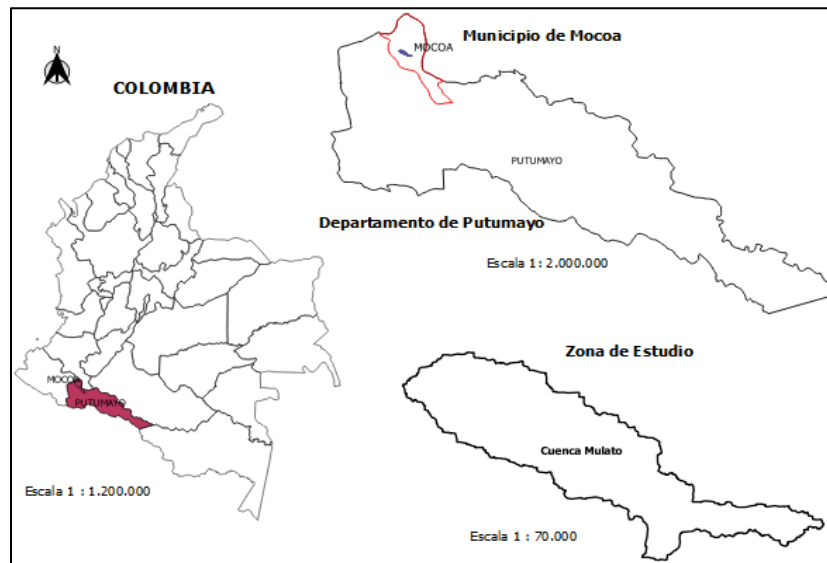 N
COLOMBIA
MOCOA
PUTUMAYO
Escala 1 : 1.200.000
Municipio de Mocoa
MOCOA
PUTUMAYO
Departamento de Putumayo
Escala 1 : 2.000.000
Zona de Estudio
Cuenca Mulato
Escala 1 : 70.000